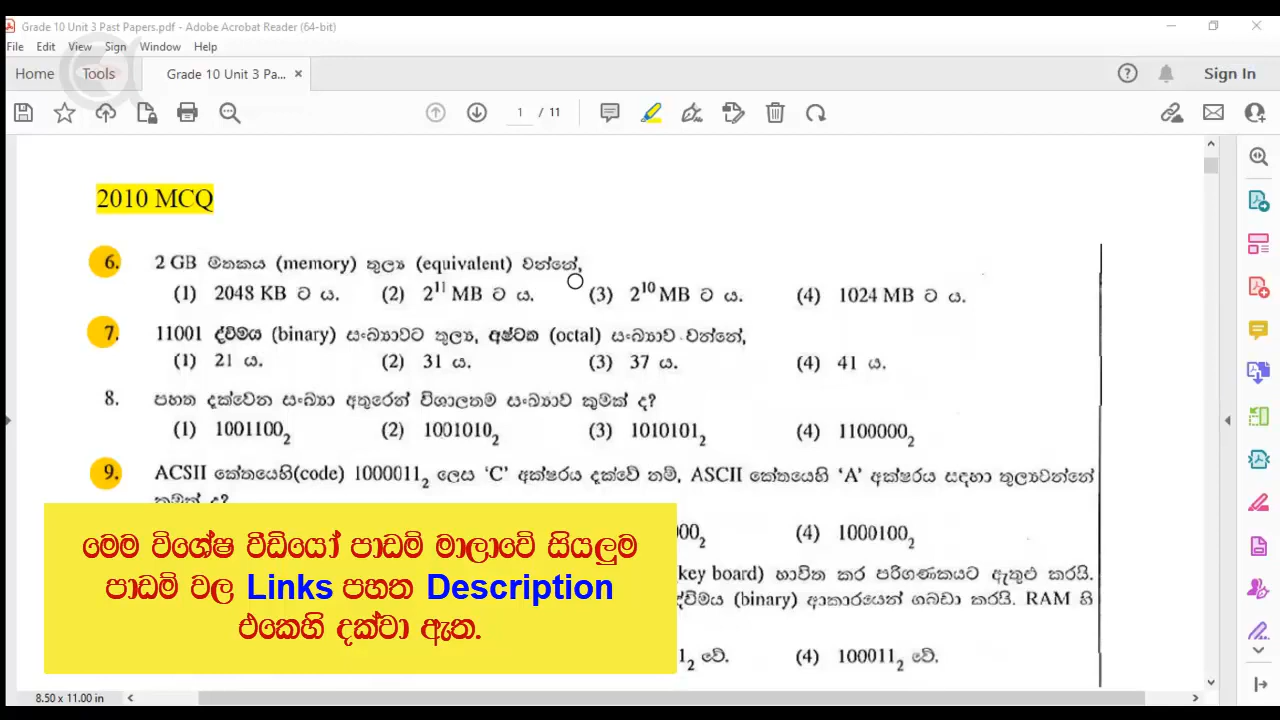 Grade 10 Unit 3 Past Papers.pdf - Adobe Acrobat Reader (64-bit)
File Edit View Sign Window Help
Home Tools Grade 10 Unit 3 Pa... × Sign In
1 / 11
2010 MCQ
6. 2 GB මතකය (memory) තුල්‍ය (equivalent) වන්නේ,
(1) 2048 KB ට ය. (2) 2¹¹ MB ට ය. (3) 2¹⁰ MB ට ය. (4) 1024 MB ට ය.
7. 11001 ද්විමය (binary) සංඛ්‍යාවට තුල්‍ය, අෂ්ටක (octal) සංඛ්‍යාව වන්නේ,
(1) 21 ය. (2) 31 ය. (3) 37 ය. (4) 41 ය.
8. පහත දක්වෙන සංඛ්‍යා අතුරෙන් විශාලතම සංඛ්‍යාව කුමක් ද?
(1) 1001100₂ (2) 1001010₂ (3) 1010101₂ (4) 1100000₂
9. ACSII කේතයෙහි(code) 1000011₂ ලෙස ‘C’ අක්ෂරය දක්වේ නම්, ASCII කේතයෙහි ‘A’ අක්ෂරය සඳහා තුල්‍යවන්නේ
කුමක් ද?
00₂ (4) 1000100₂
key board) භාවිත කර පරිගණකයට ඇතුළු කරයි.
ද්විමය (binary) ආකාරයෙන් ගබඩා කරයි. RAM හි
1₂ වේ. (4) 100011₂ වේ.
මෙම විශේෂ වීඩියෝ පාඩම් මාලාවේ සියලුම
පාඩම් වල Links පහත Description
එකෙහි දක්වා ඇත.
8.50 x 11.00 in